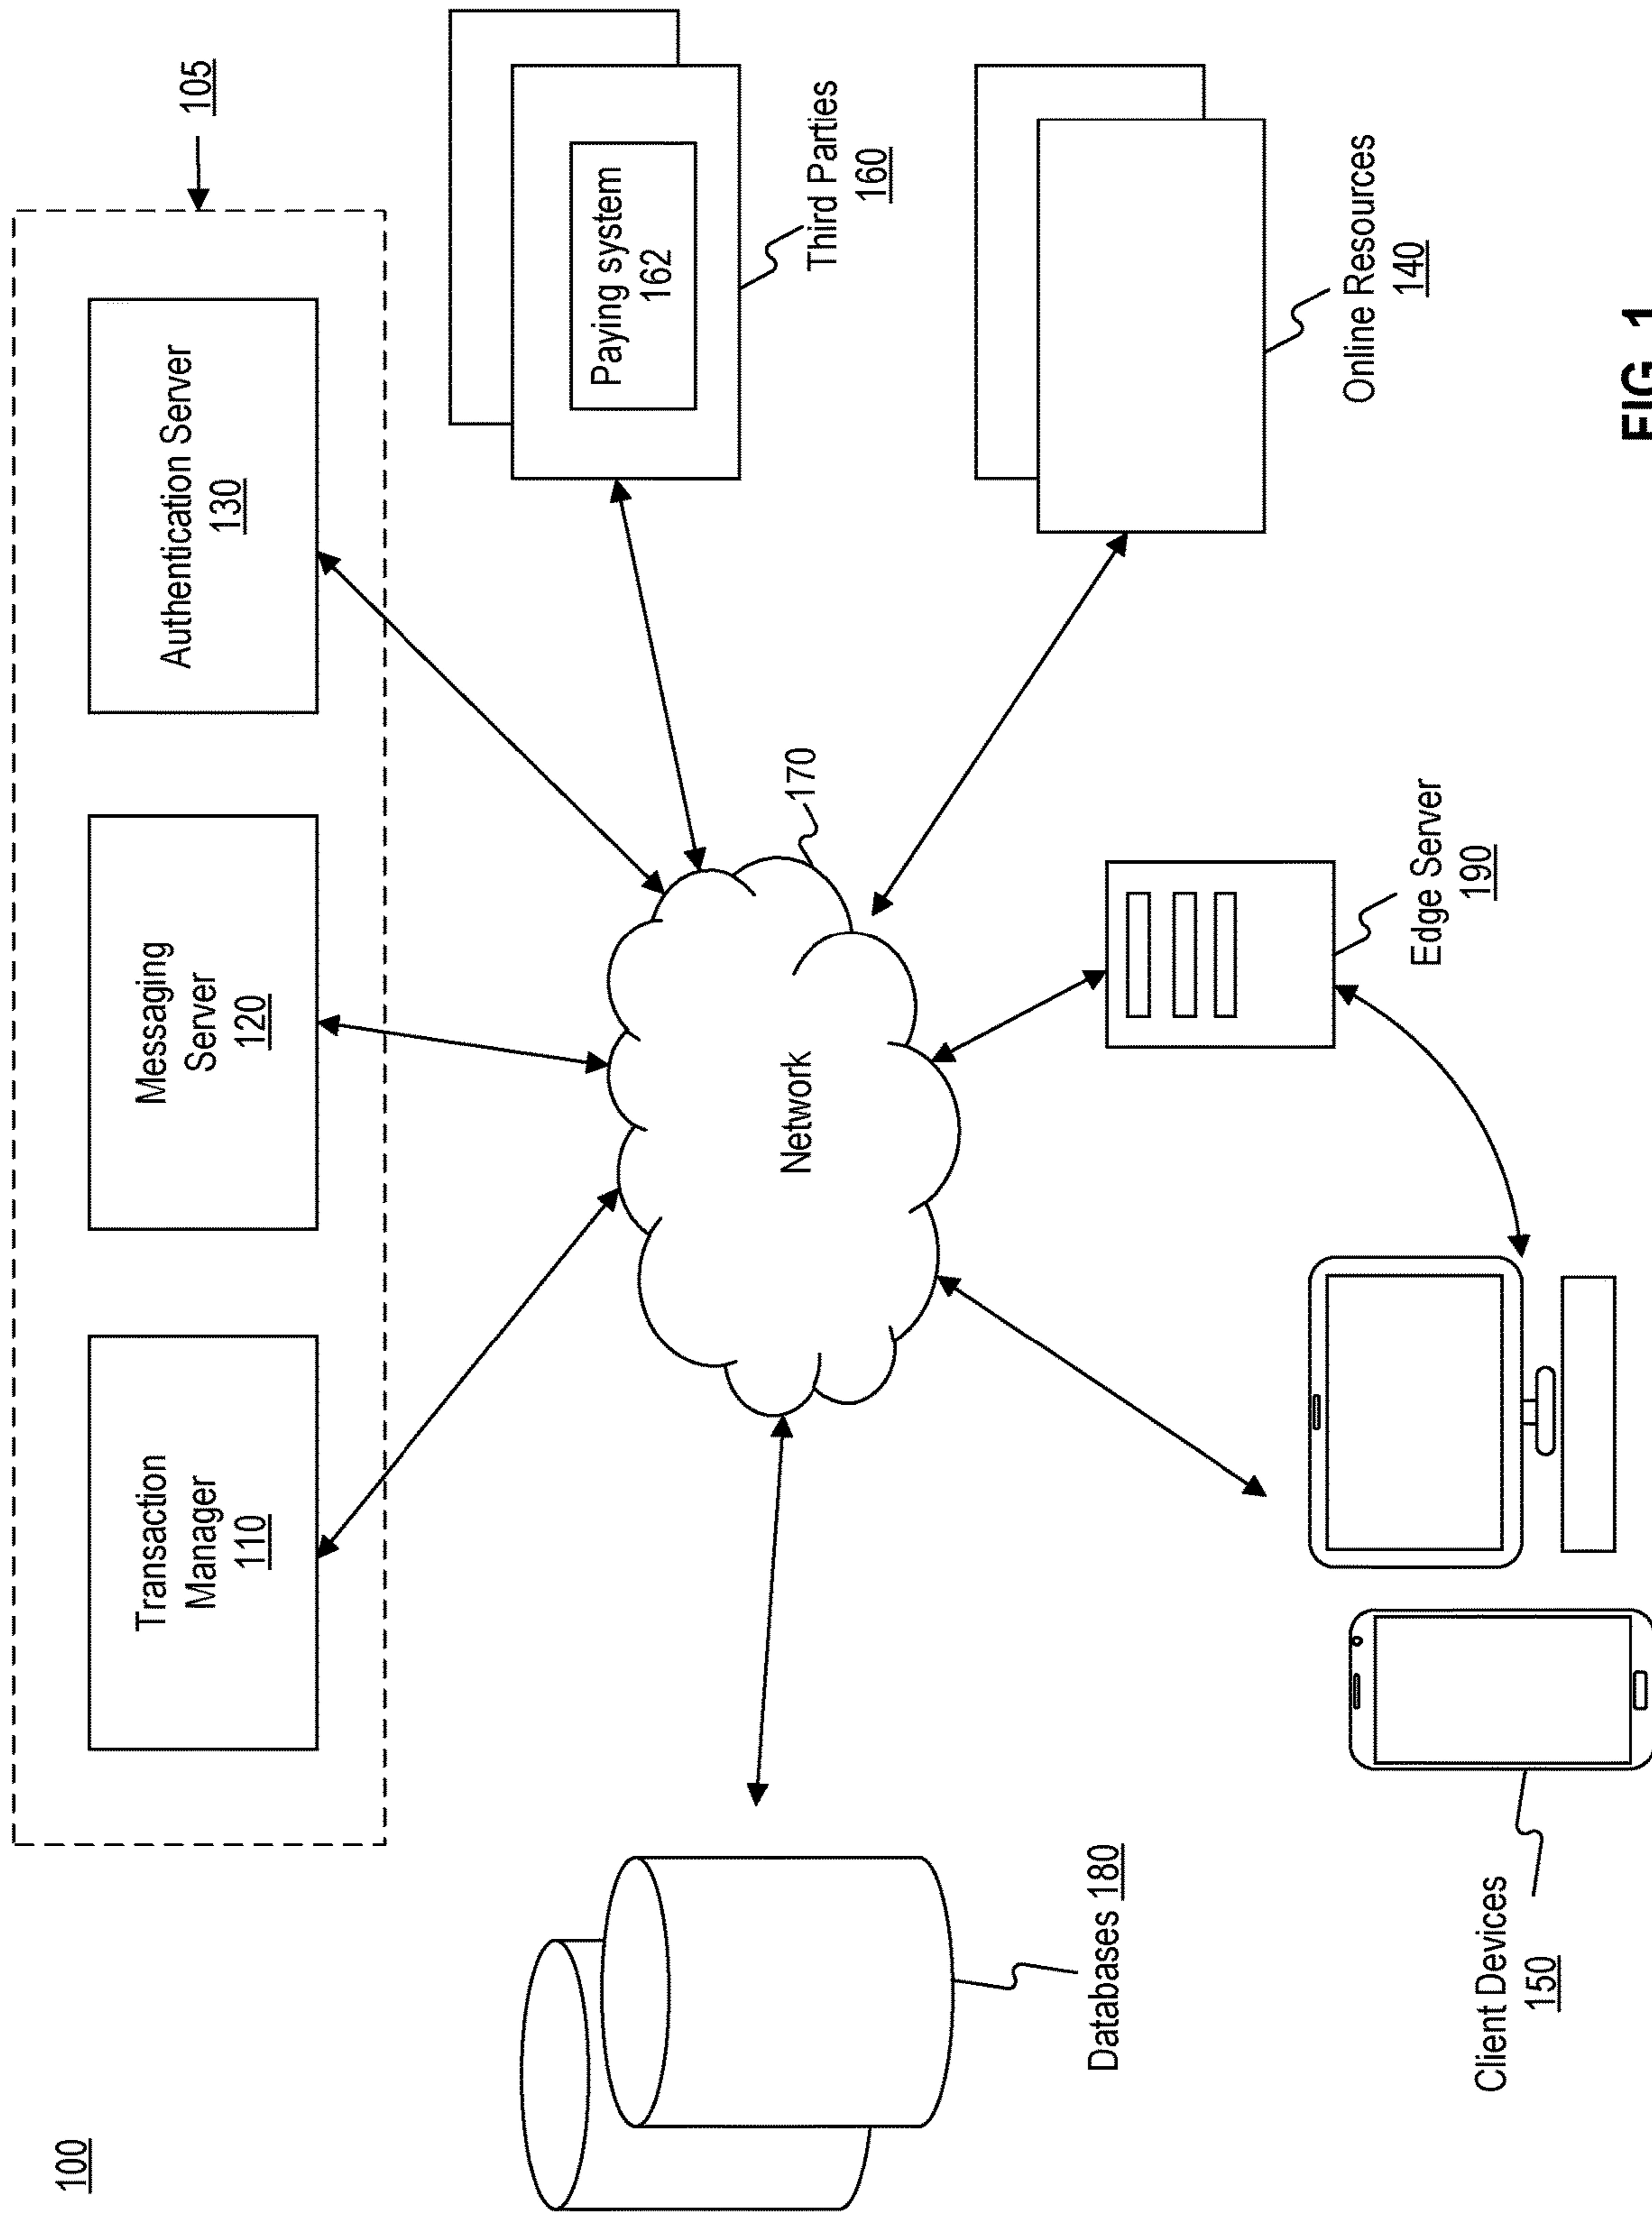 100
105
Transaction
Manager
110
Messaging
Server
120
Authentication Server
130
Paying system
162
Third Parties
160
Network
170
Databases 180
Online Resources
140
Edge Server
190
Client Devices
150
FIG. 1